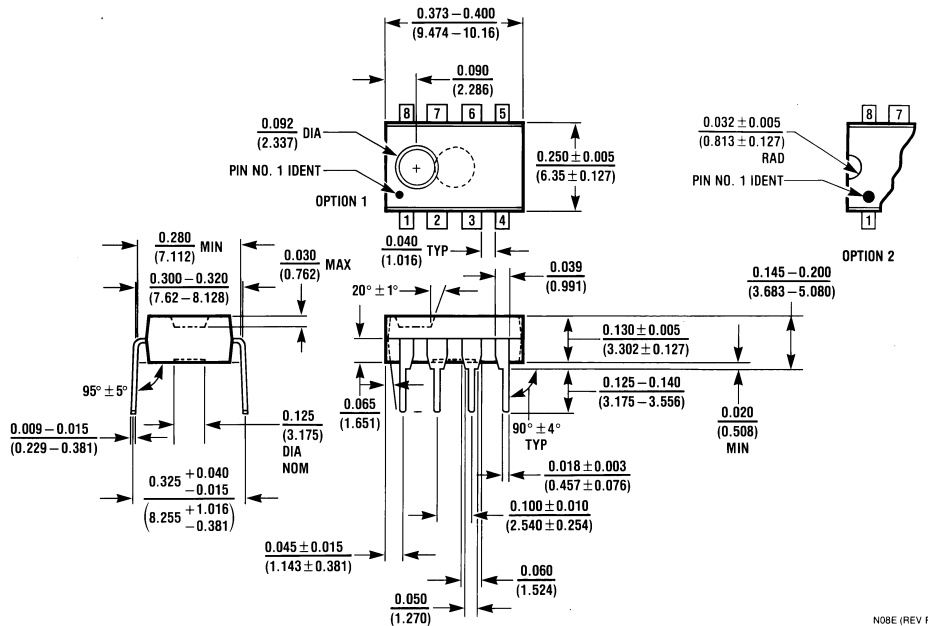 0.373 – 0.400
(9.474 – 10.16)
0.090
(2.286)
8 7 6 5
0.092 DIA
(2.337)
PIN NO. 1 IDENT
OPTION 1
0.250 ± 0.005
(6.35 ± 0.127)
1 2 3 4
8 7
0.032 ± 0.005
(0.813 ± 0.127)
RAD
PIN NO. 1 IDENT
1
OPTION 2
0.280 MIN
(7.112)
0.300 – 0.320
(7.62 – 8.128)
0.030 MAX
(0.762)
95° ± 5°
0.009 – 0.015
(0.229 – 0.381)
0.125
(3.175)
DIA
NOM
0.325 +0.040
−0.015
(8.255 +1.016
−0.381)
0.040 TYP
(1.016)
0.039
(0.991)
20° ± 1°
0.145 – 0.200
(3.683 – 5.080)
0.130 ± 0.005
(3.302 ± 0.127)
0.125 – 0.140
(3.175 – 3.556)
0.020
(0.508)
MIN
0.065
(1.651)
90° ± 4°
TYP
0.018 ± 0.003
(0.457 ± 0.076)
0.100 ± 0.010
(2.540 ± 0.254)
0.045 ± 0.015
(1.143 ± 0.381)
0.060
(1.524)
0.050
(1.270)
N08E (REV F